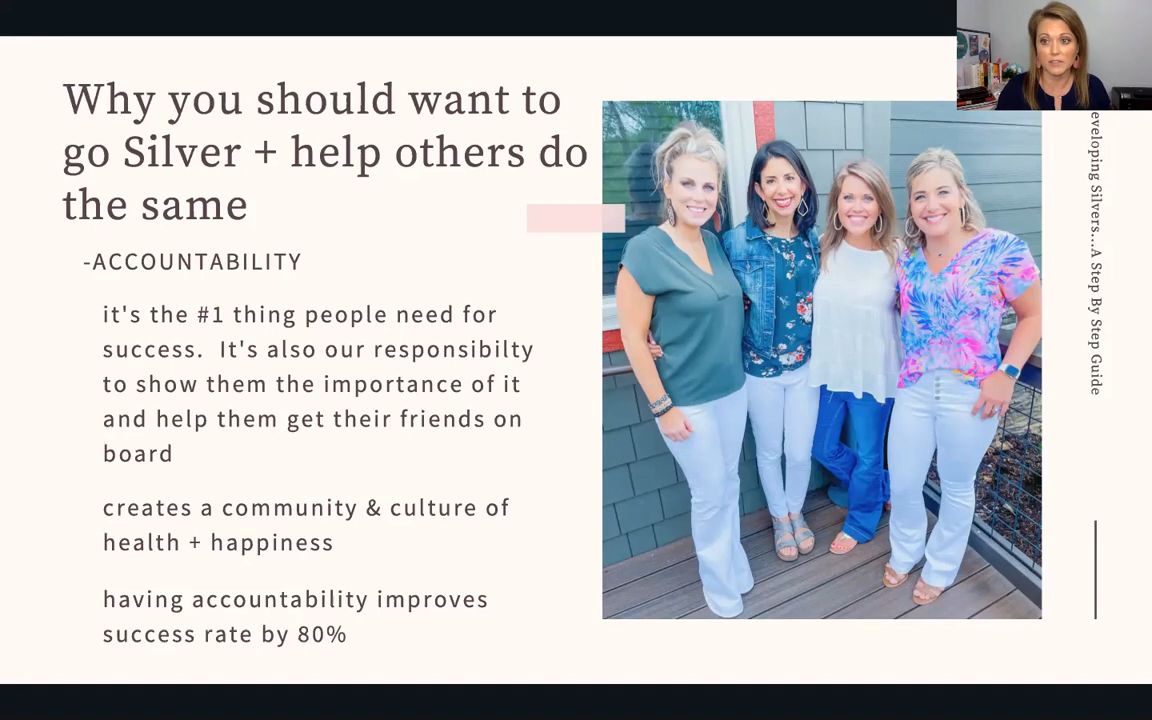 Why you should want to
go Silver + help others do
the same
-ACCOUNTABILITY
it's the #1 thing people need for
success.  It's also our responsibilty
to show them the importance of it
and help them get their friends on
board
creates a community & culture of
health + happiness
having accountability improves
success rate by 80%
eveloping Silvers...A Step By Step Guide